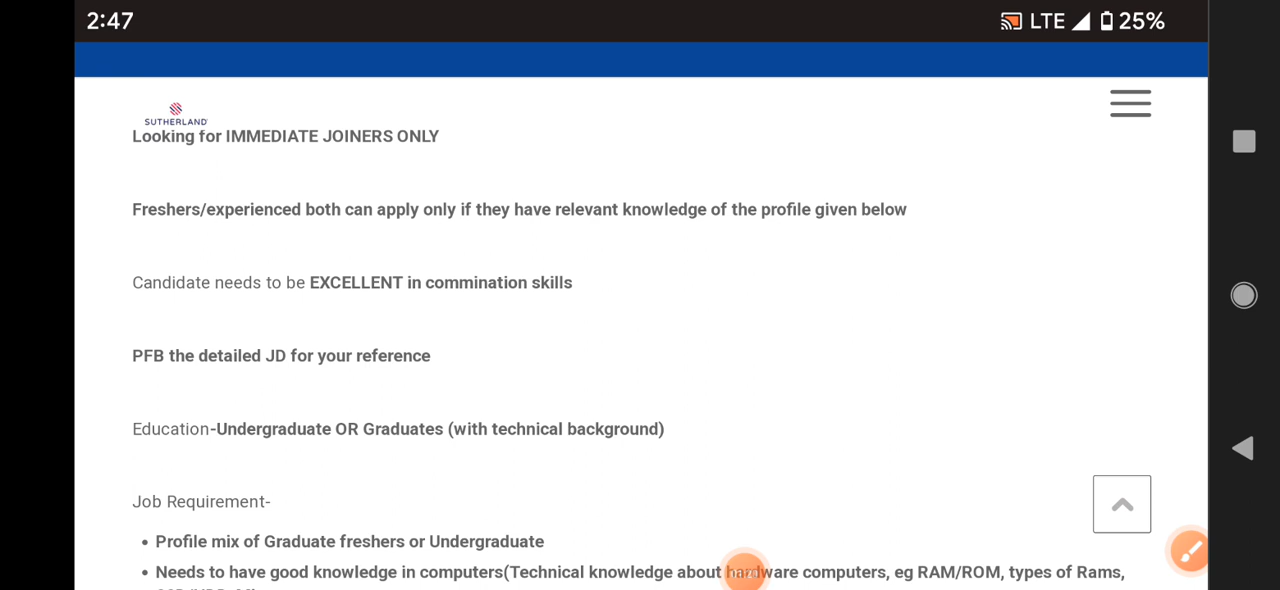 2:47
LTE 25%
SUTHERLAND
Looking for IMMEDIATE JOINERS ONLY
Freshers/experienced both can apply only if they have relevant knowledge of the profile given below
Candidate needs to be EXCELLENT in commination skills
PFB the detailed JD for your reference
Education-Undergraduate OR Graduates (with technical background)
Job Requirement-
• Profile mix of Graduate freshers or Undergraduate
• Needs to have good knowledge in computers(Technical knowledge about hardware computers, eg RAM/ROM, types of Rams,